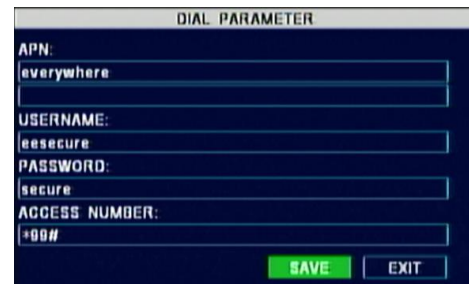 DIAL PARAMETER
APN:
everywhere
USERNAME:
eesecure
PASSWORD:
secure
ACCESS NUMBER:
*99#
SAVE EXIT